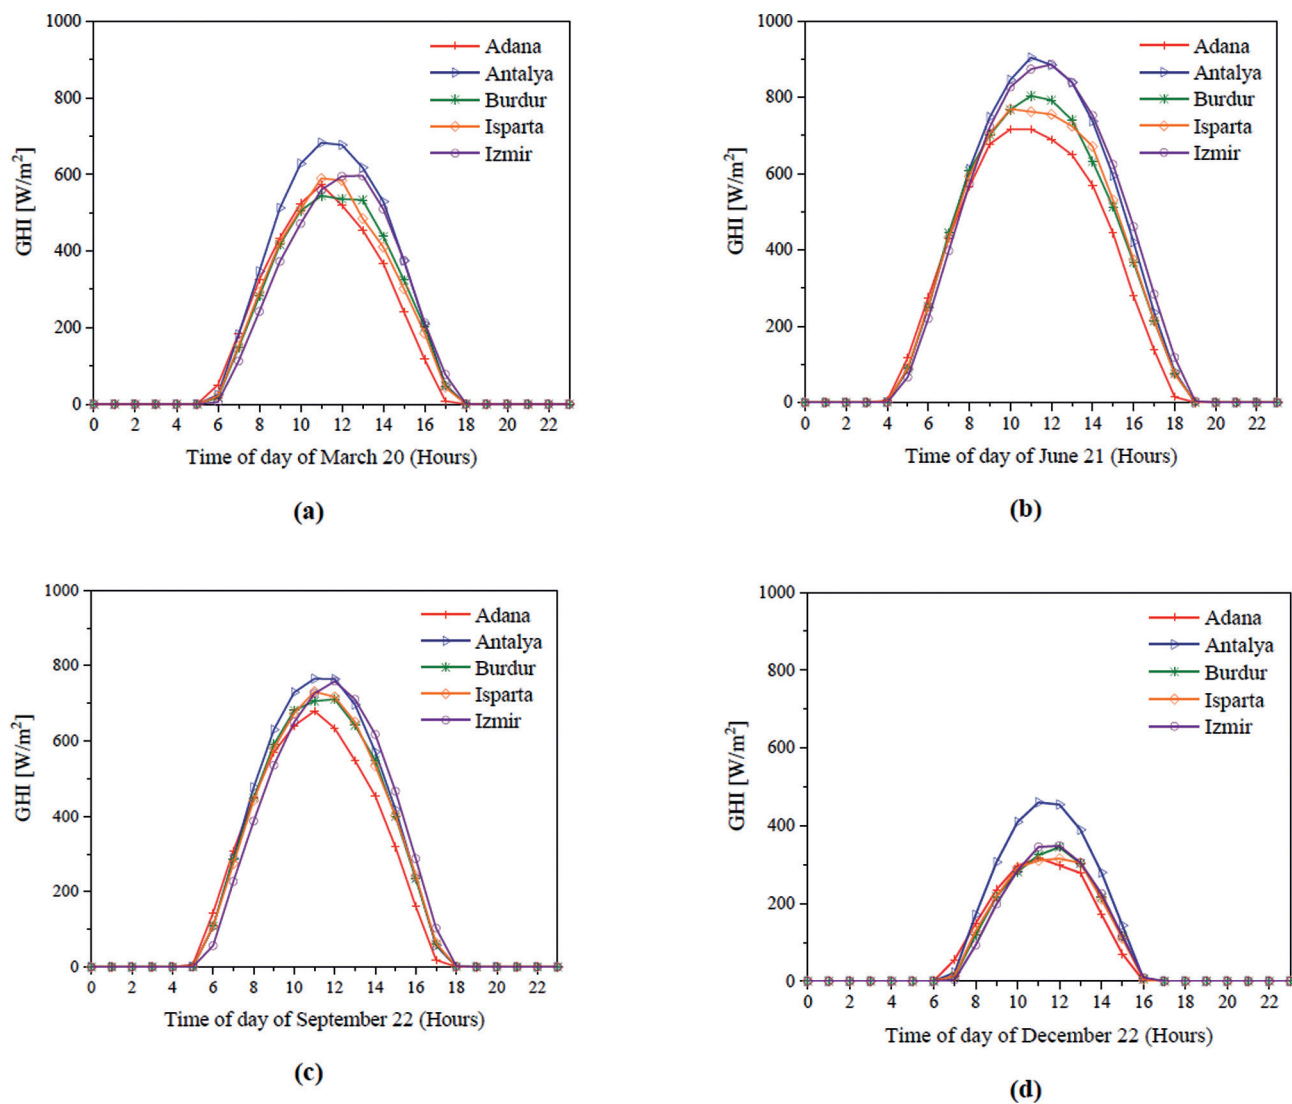 1000
800
600
400
200
0
GHI [W/m²]
Adana
Antalya
Burdur
Isparta
Izmir
0 2 4 6 8 10 12 14 16 18 20 22
Time of day of March 20 (Hours)
(a)
1000
800
600
400
200
0
GHI [W/m²]
Adana
Antalya
Burdur
Isparta
Izmir
0 2 4 6 8 10 12 14 16 18 20 22
Time of day of June 21 (Hours)
(b)
1000
800
600
400
200
0
GHI [W/m²]
Adana
Antalya
Burdur
Isparta
Izmir
0 2 4 6 8 10 12 14 16 18 20 22
Time of day of September 22 (Hours)
(c)
1000
800
600
400
200
0
GHI [W/m²]
Adana
Antalya
Burdur
Isparta
Izmir
0 2 4 6 8 10 12 14 16 18 20 22
Time of day of December 22 (Hours)
(d)